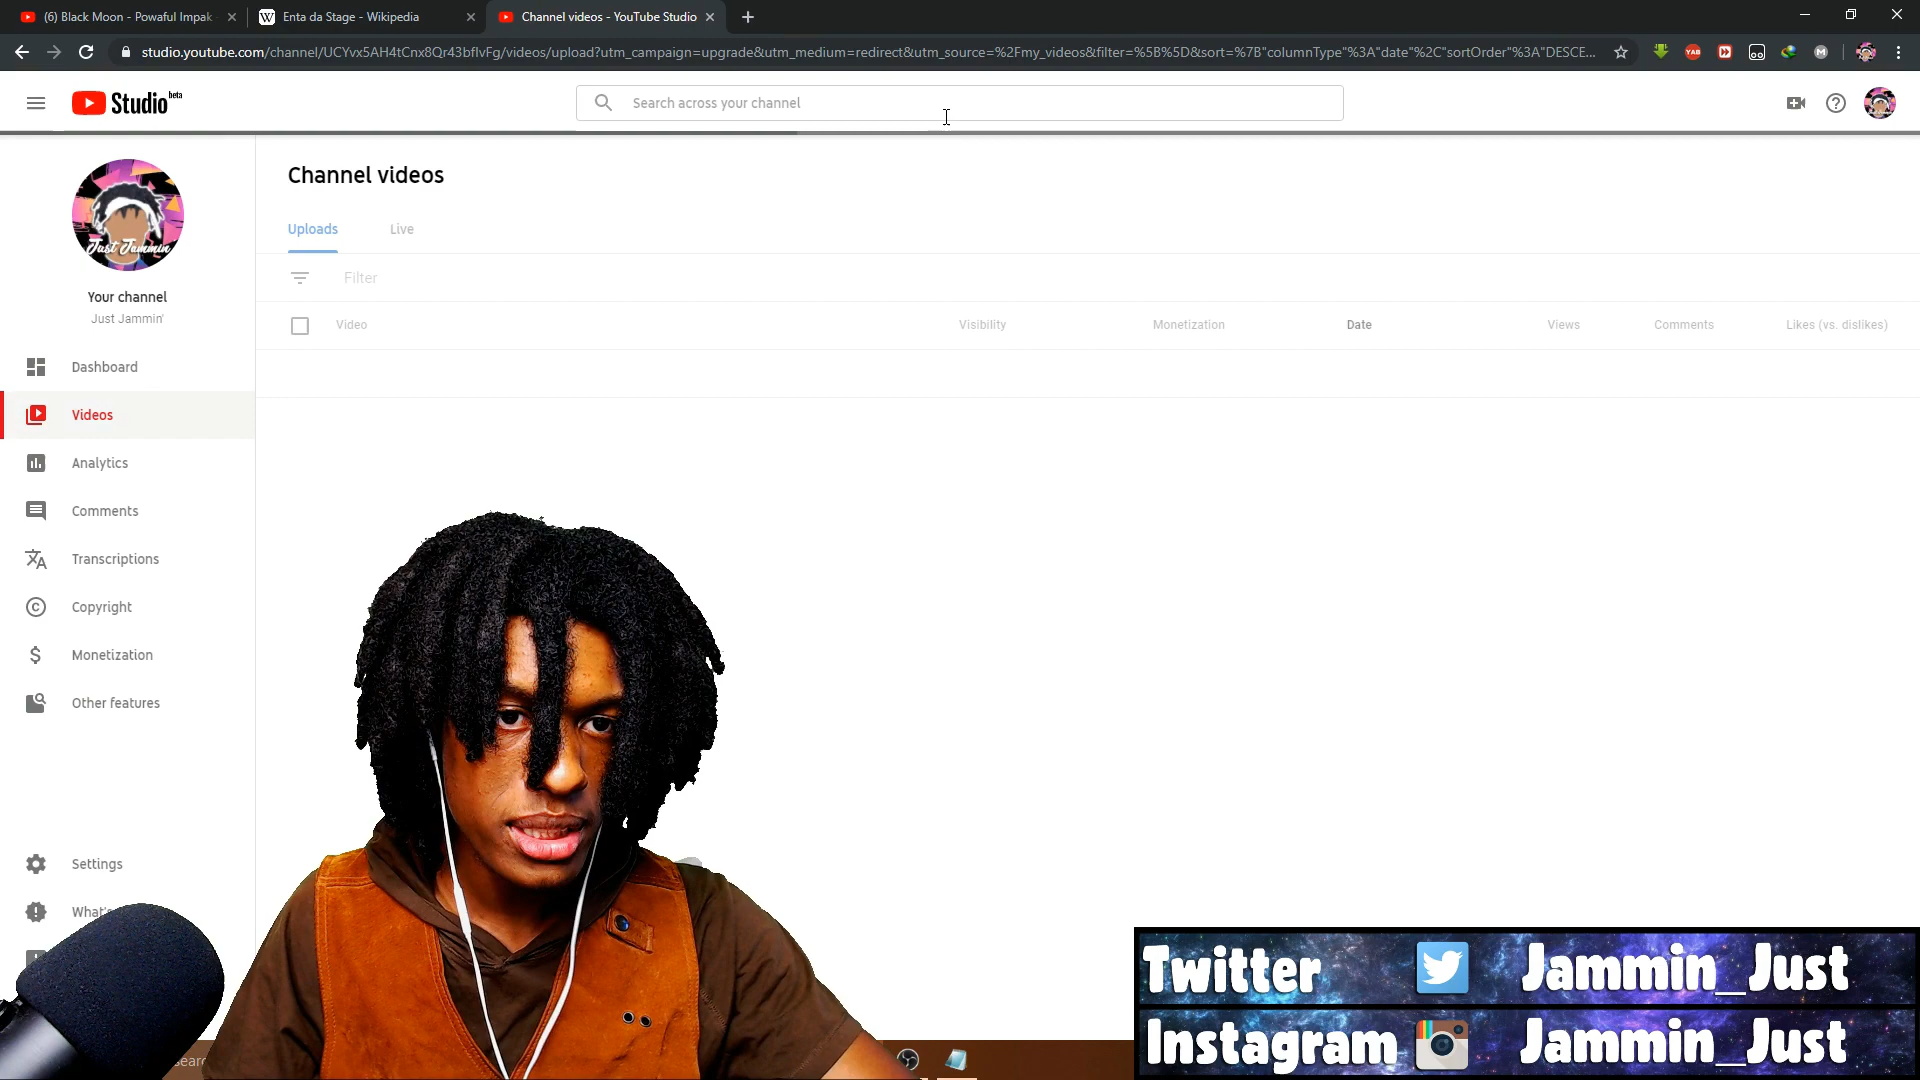 (6) Black Moon - Powaful Impak
Enta da Stage - Wikipedia
Channel videos - YouTube Studio
studio.youtube.com/channel/UCYvx5AH4tCnx8Qr43bflvFg/videos/upload?utm_campaign=upgrade&utm_medium=redirect&utm_source=%2Fmy_videos&filter=%5B%5D&sort=%7B"columnType"%3A"date"%2C"sortOrder"%3A"DESCE...
YAB
M
Studio beta
Search across your channel
Just Jammin
Your channel
Just Jammin'
Dashboard
Videos
Analytics
Comments
Transcriptions
Copyright
Monetization
Other features
Settings
What's
Channel videos
Uploads Live
Filter
Video Visibility Monetization Date Views Comments Likes (vs. dislikes)
Twitter Jammin_Just
Instagram Jammin_Just